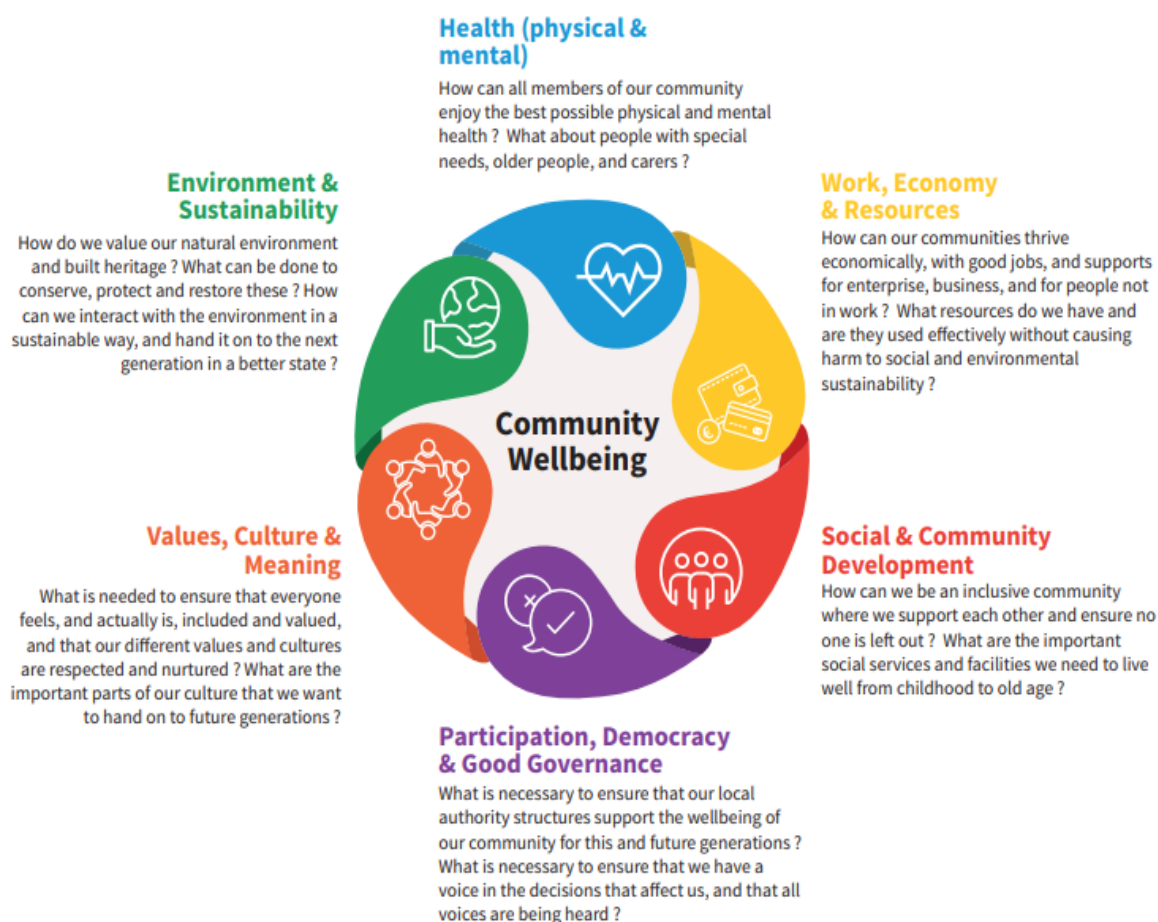 Health (physical &
mental)
How can all members of our community
enjoy the best possible physical and mental
health ? What about people with special
needs, older people, and carers ?
Environment &
Sustainability
How do we value our natural environment
and built heritage ? What can be done to
conserve, protect and restore these ? How
can we interact with the environment in a
sustainable way, and hand it on to the next
generation in a better state ?
Work, Economy
& Resources
How can our communities thrive
economically, with good jobs, and supports
for enterprise, business, and for people not
in work ? What resources do we have and
are they used effectively without causing
harm to social and environmental
sustainability ?
Community
Wellbeing
Values, Culture &
Meaning
What is needed to ensure that everyone
feels, and actually is, included and valued,
and that our different values and cultures
are respected and nurtured ? What are the
important parts of our culture that we want
to hand on to future generations ?
Social & Community
Development
How can we be an inclusive community
where we support each other and ensure no
one is left out ? What are the important
social services and facilities we need to live
well from childhood to old age ?
Participation, Democracy
& Good Governance
What is necessary to ensure that our local
authority structures support the wellbeing of
our community for this and future generations ?
What is necessary to ensure that we have a
voice in the decisions that affect us, and that all
voices are being heard ?